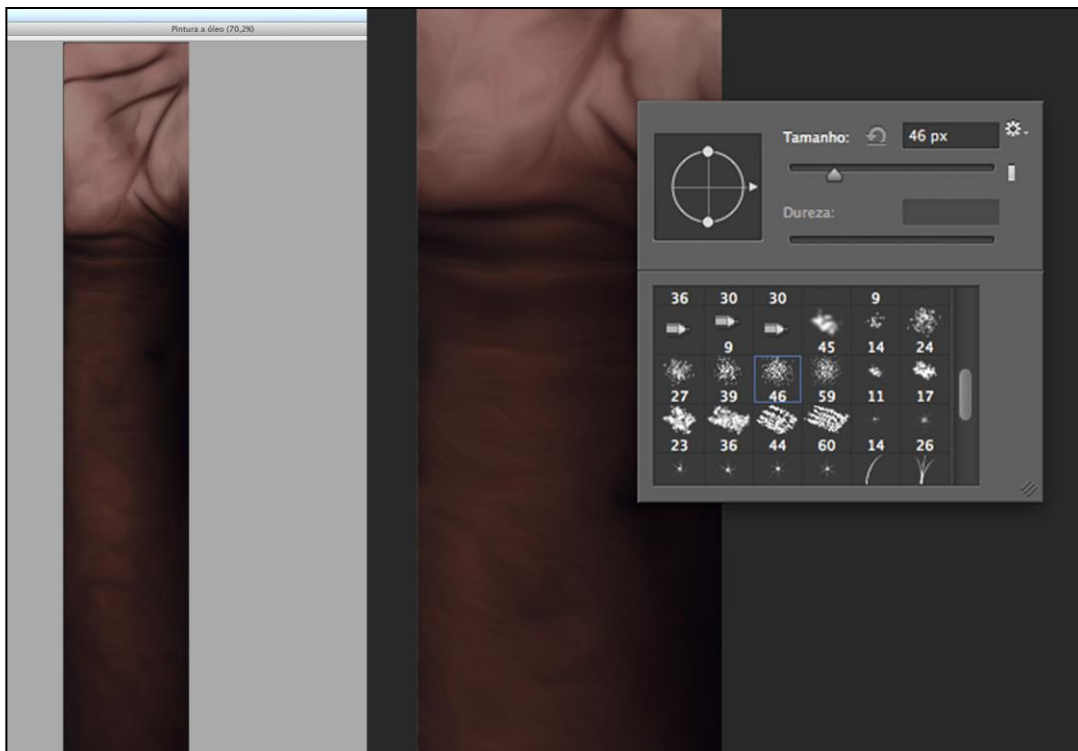 Pintura a óleo (70,2%)
Tamanho: 46 px
Dureza:
36 30 30 9
9 45 14 24
27 39 46 59 11 17
23 36 44 60 14 26